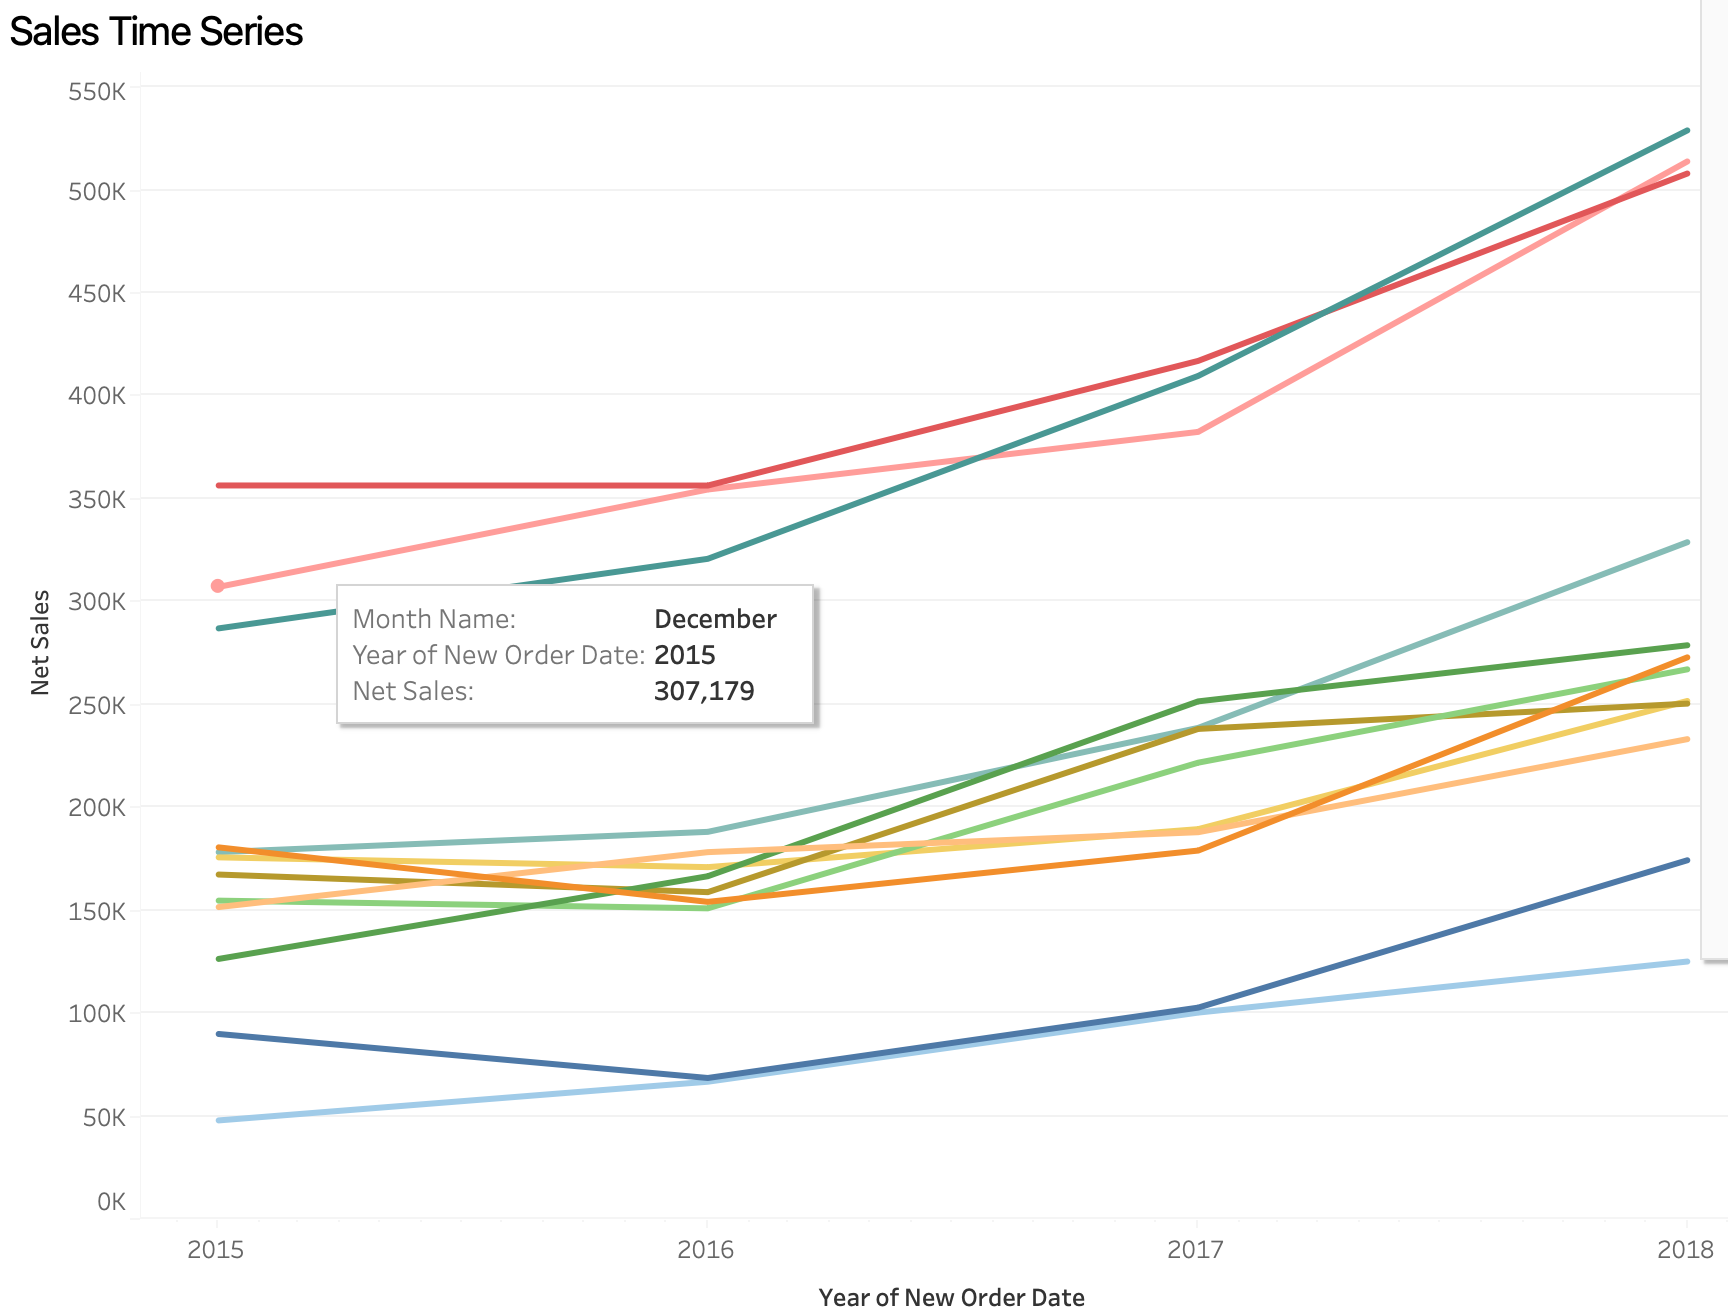 Sales Time Series
550K
500K
450K
400K
350K
300K
250K
200K
150K
100K
50K
0K
Net Sales
Month Name: December
Year of New Order Date: 2015
Net Sales: 307,179
2015 2016 2017 2018
Year of New Order Date